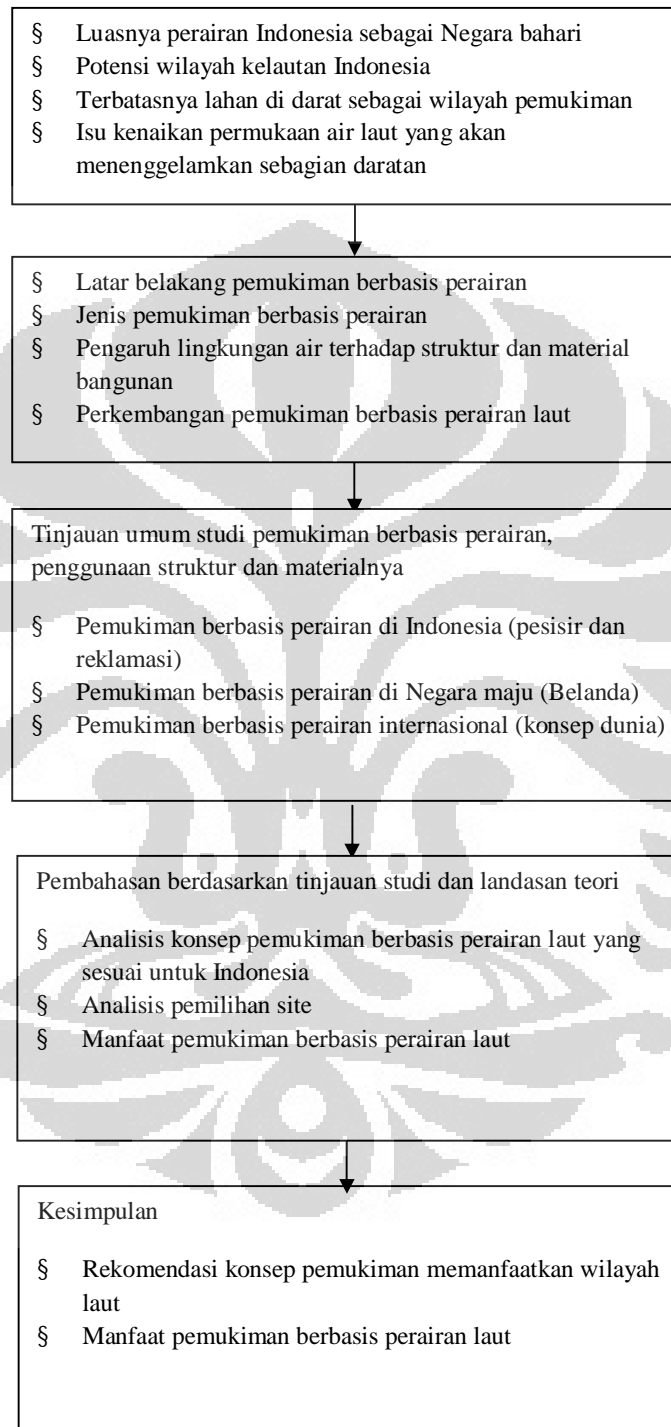 § Luasnya perairan Indonesia sebagai Negara bahari
§ Potensi wilayah kelautan Indonesia
§ Terbatasnya lahan di darat sebagai wilayah pemukiman
§ Isu kenaikan permukaan air laut yang akan
menenggelamkan sebagian daratan
§ Latar belakang pemukiman berbasis perairan
§ Jenis pemukiman berbasis perairan
§ Pengaruh lingkungan air terhadap struktur dan material
bangunan
§ Perkembangan pemukiman berbasis perairan laut
Tinjauan umum studi pemukiman berbasis perairan,
penggunaan struktur dan materialnya
§ Pemukiman berbasis perairan di Indonesia (pesisir dan
reklamasi)
§ Pemukiman berbasis perairan di Negara maju (Belanda)
§ Pemukiman berbasis perairan internasional (konsep dunia)
Pembahasan berdasarkan tinjauan studi dan landasan teori
§ Analisis konsep pemukiman berbasis perairan laut yang
sesuai untuk Indonesia
§ Analisis pemilihan site
§ Manfaat pemukiman berbasis perairan laut
Kesimpulan
§ Rekomendasi konsep pemukiman memanfaatkan wilayah
laut
§ Manfaat pemukiman berbasis perairan laut